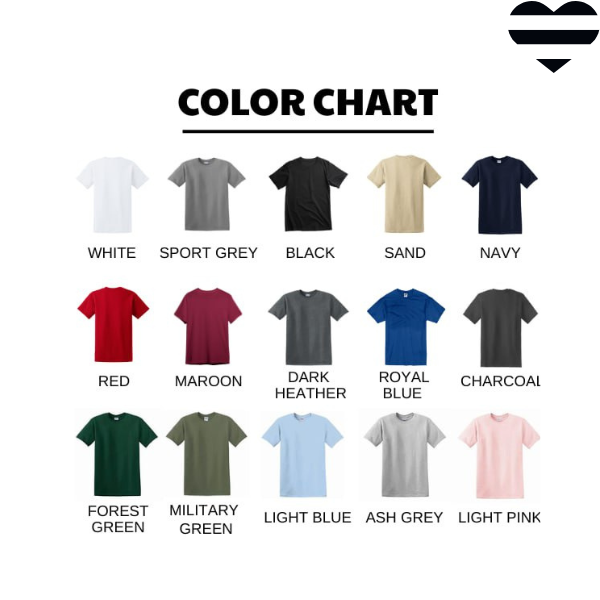 COLOR CHART
WHITE
SPORT GREY
BLACK
SAND
NAVY
RED
MAROON
DARK
HEATHER
ROYAL
BLUE
CHARCOAL
FOREST
GREEN
MILITARY
GREEN
LIGHT BLUE
ASH GREY
LIGHT PINK